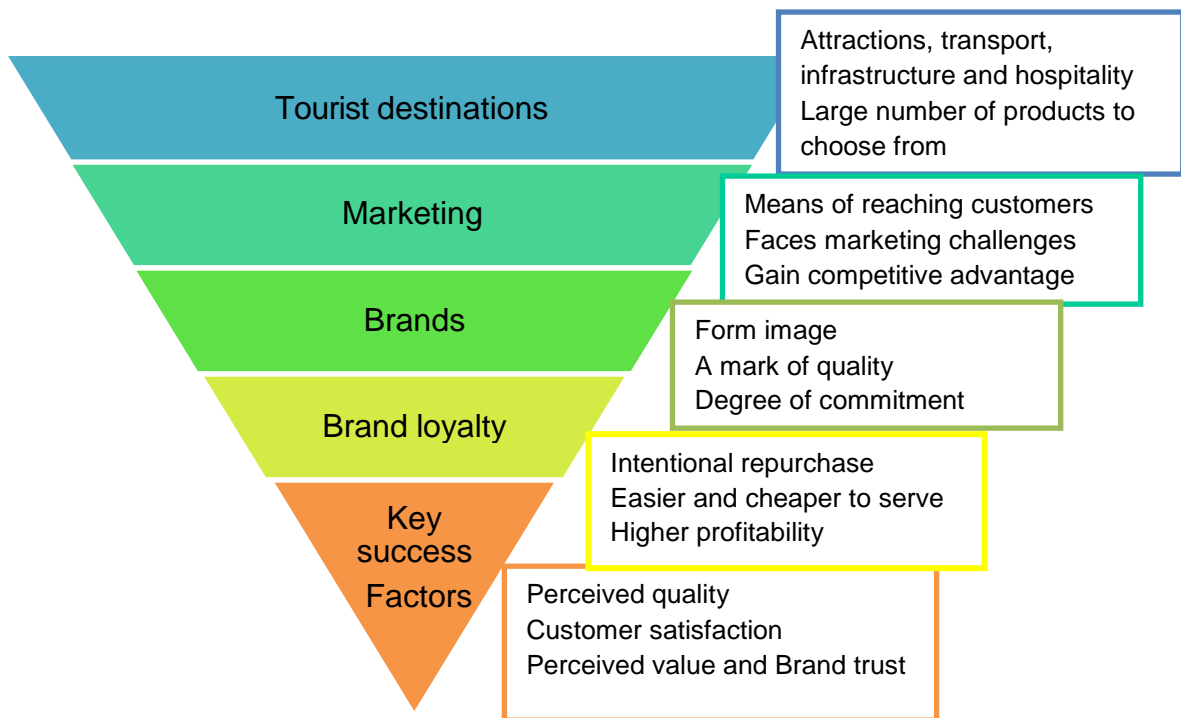 Tourist destinations
Attractions, transport,
infrastructure and hospitality
Large number of products to
choose from
Marketing
Means of reaching customers
Faces marketing challenges
Gain competitive advantage
Brands
Form image
A mark of quality
Degree of commitment
Brand loyalty
Intentional repurchase
Easier and cheaper to serve
Higher profitability
Key
success
Factors
Perceived quality
Customer satisfaction
Perceived value and Brand trust